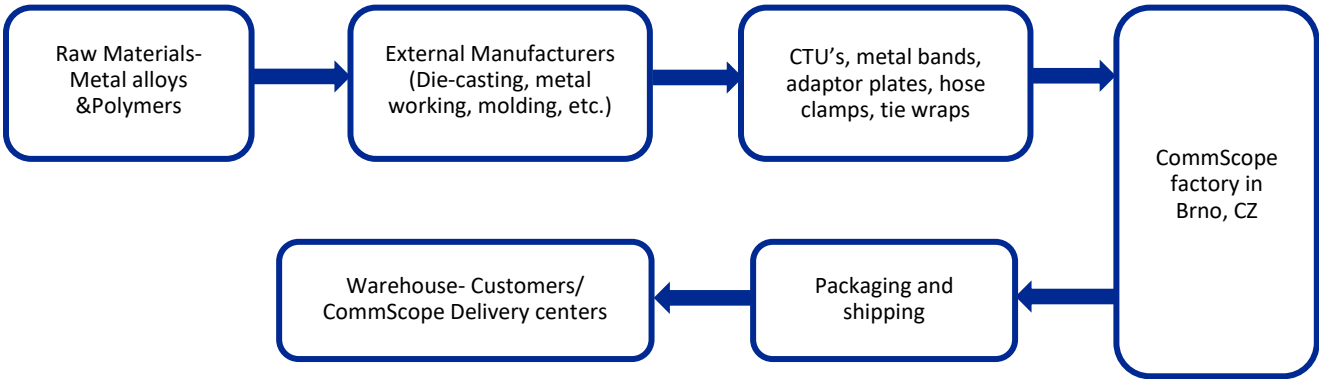 Raw Materials-
Metal alloys
&Polymers
External Manufacturers
(Die-casting, metal
working, molding, etc.)
CTU’s, metal bands,
adaptor plates, hose
clamps, tie wraps
CommScope
factory in
Brno, CZ
Packaging and
shipping
Warehouse- Customers/
CommScope Delivery centers